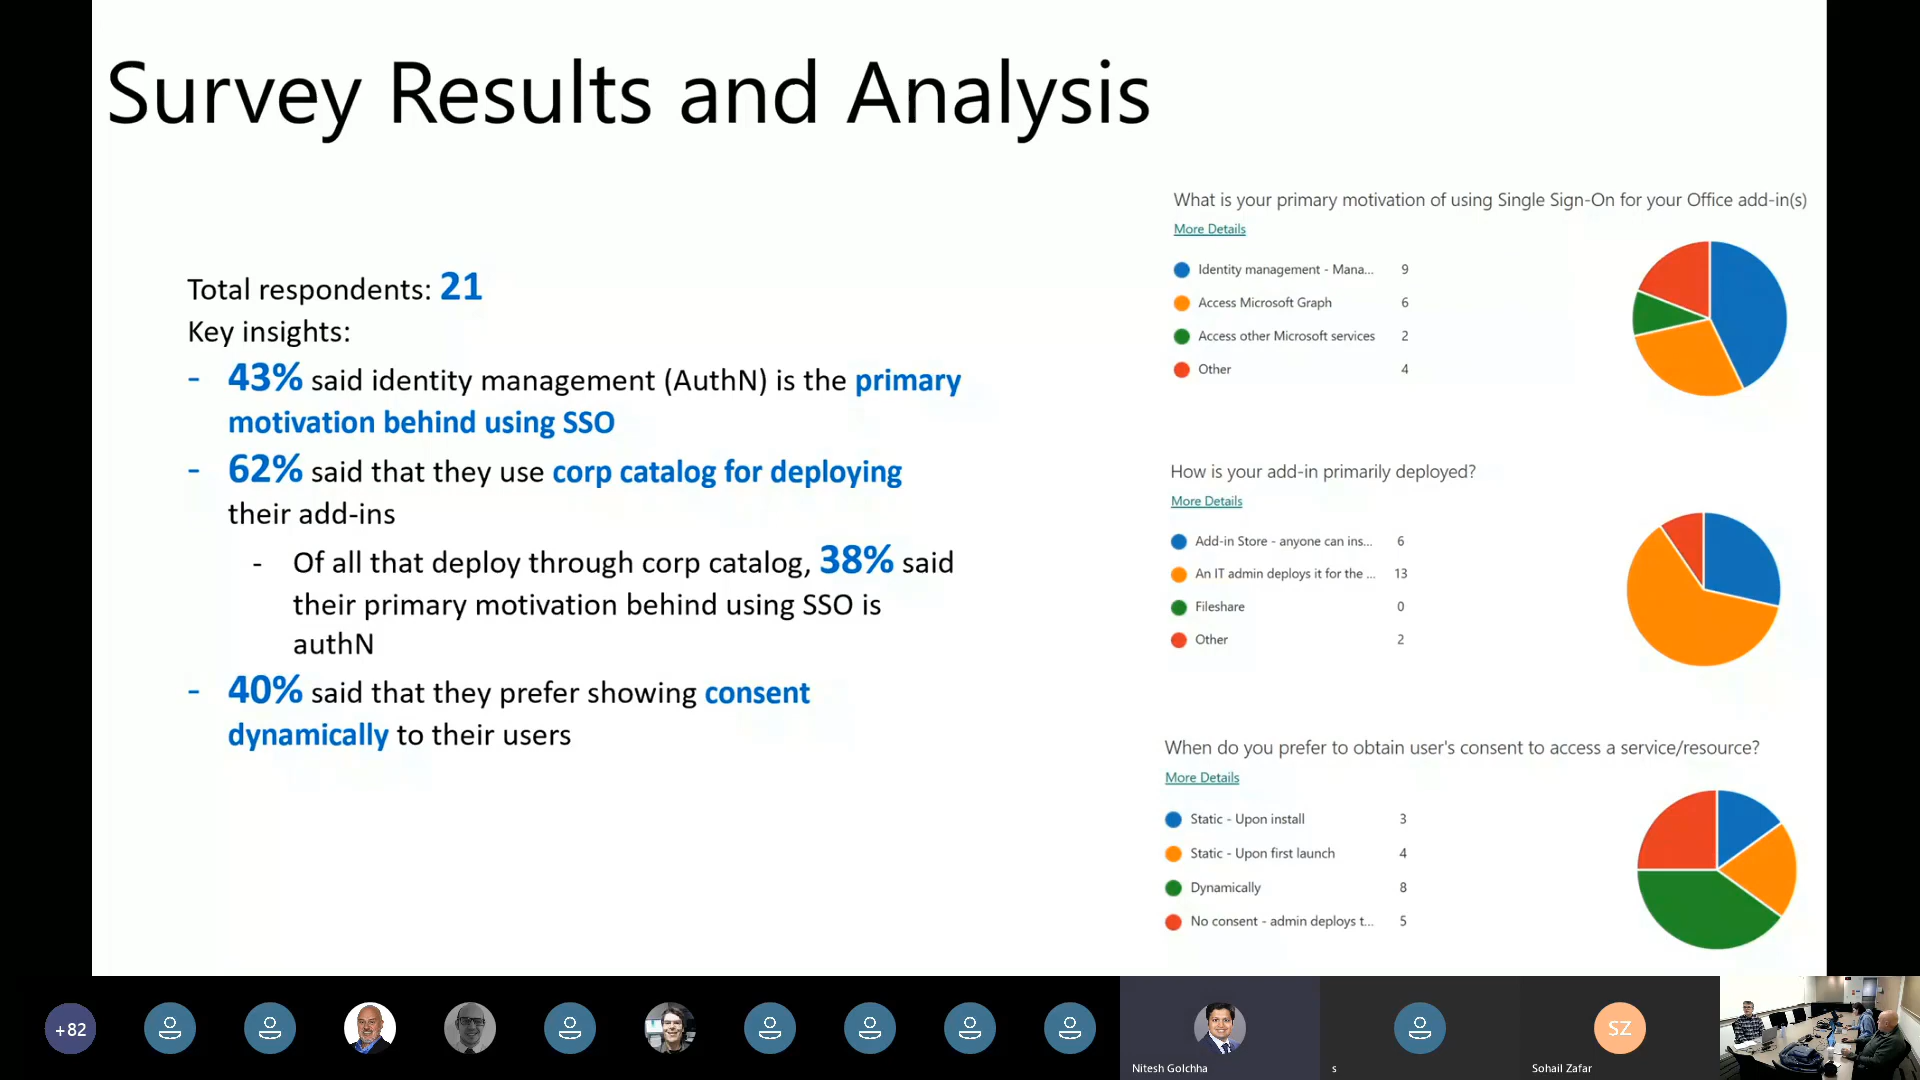 Survey Results and Analysis
Total respondents: 21
Key insights:
- 43% said identity management (AuthN) is the primary
motivation behind using SSO
- 62% said that they use corp catalog for deploying
their add-ins
- Of all that deploy through corp catalog, 38% said
their primary motivation behind using SSO is
authN
- 40% said that they prefer showing consent
dynamically to their users
What is your primary motivation of using Single Sign-On for your Office add-in(s)
More Details
Identity management - Mana... 9
Access Microsoft Graph 6
Access other Microsoft services 2
Other 4
How is your add-in primarily deployed?
More Details
Add-in Store - anyone can ins... 6
An IT admin deploys it for the ... 13
Fileshare 0
Other 2
When do you prefer to obtain user's consent to access a service/resource?
More Details
Static - Upon install 3
Static - Upon first launch 4
Dynamically 8
No consent - admin deploys t... 5
+82
SZ
Nitesh Golchha
s
Sohail Zafar